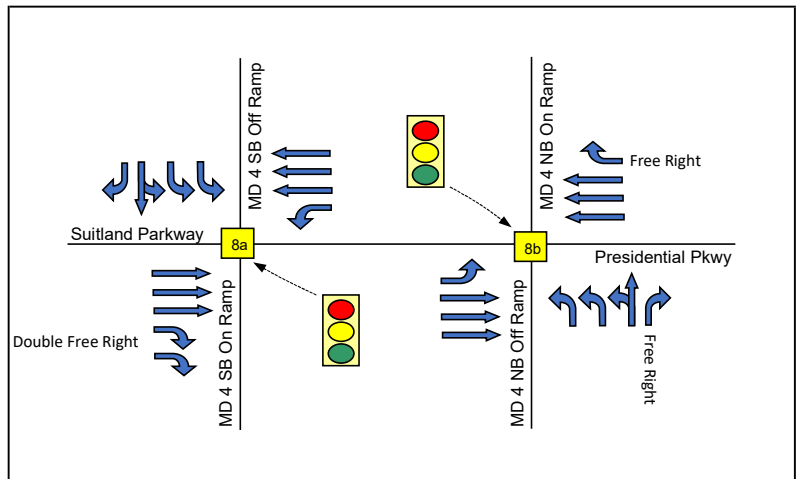 MD 4 SB Off Ramp
MD 4 NB On Ramp
Free Right
Suitland Parkway
8a
8b
Presidential Pkwy
Double Free Right
MD 4 SB On Ramp
MD 4 NB Off Ramp
Free Right